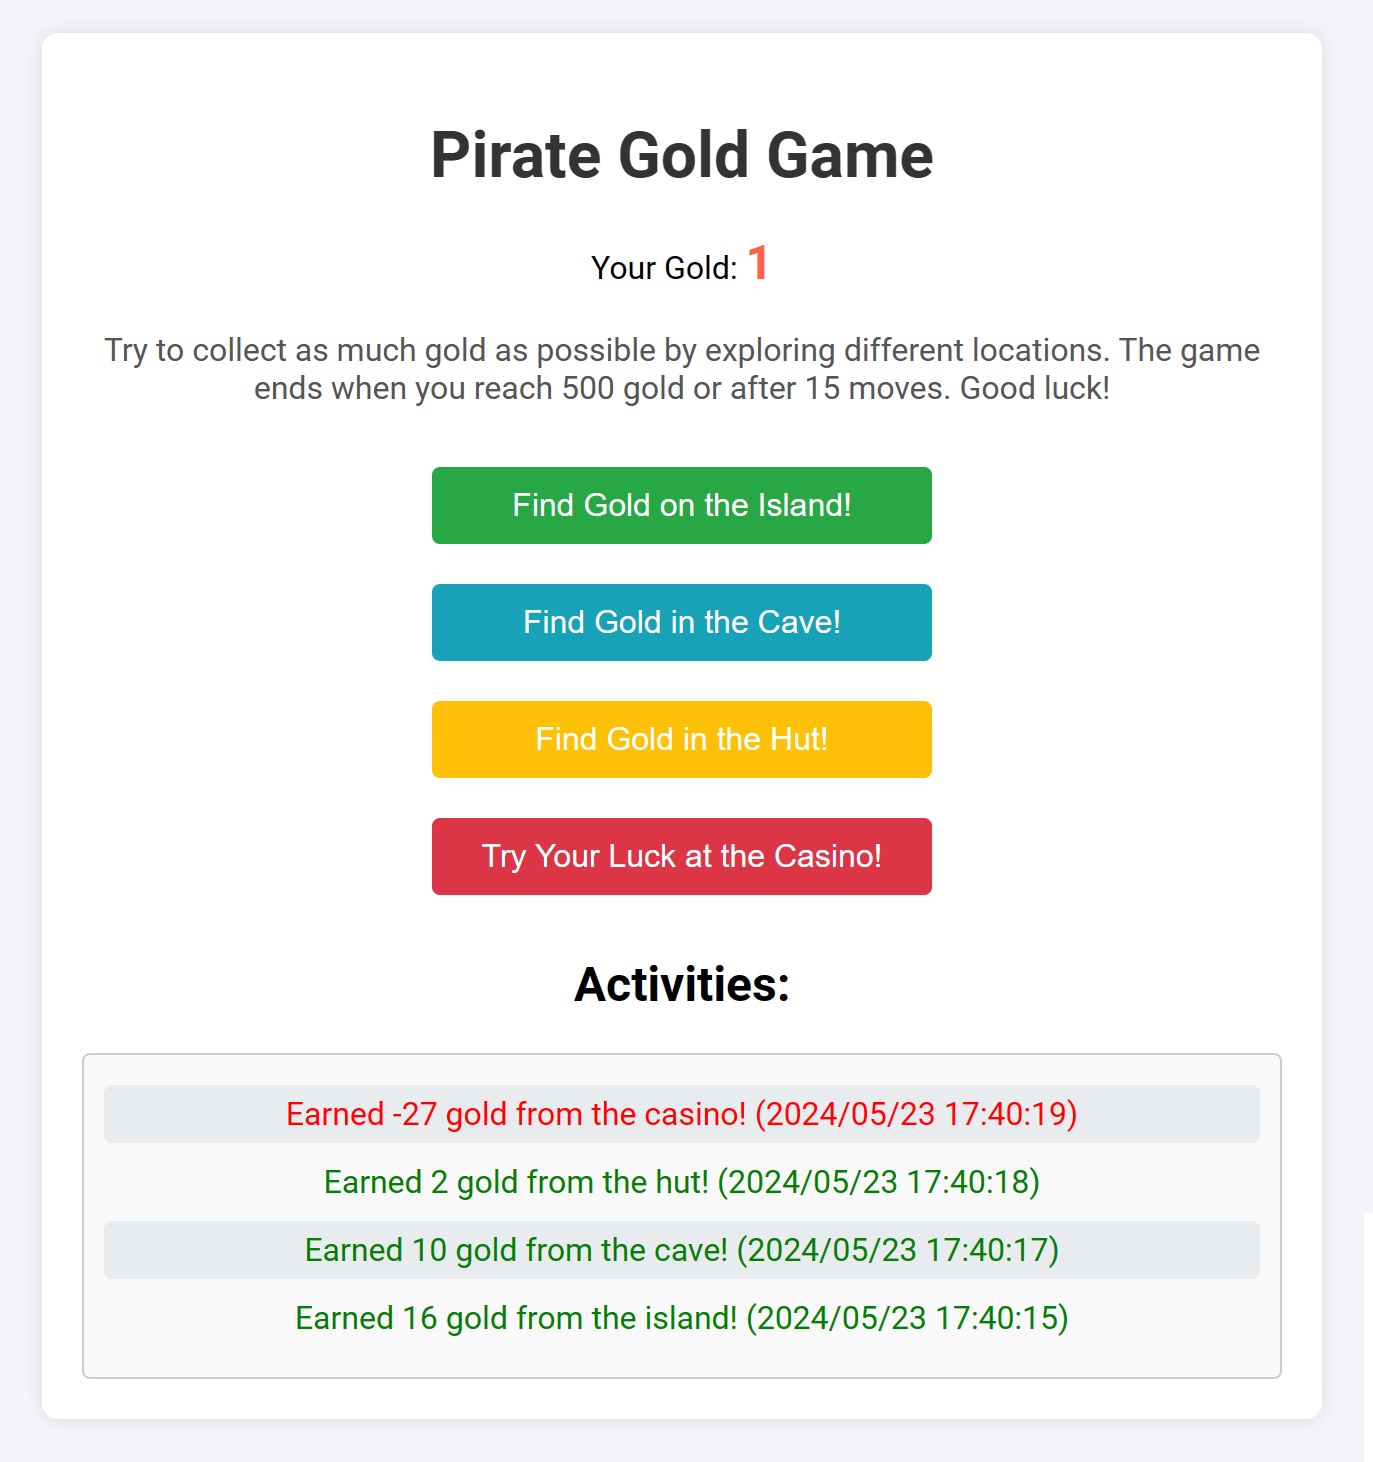 Pirate Gold Game
Your Gold: 1
Try to collect as much gold as possible by exploring different locations. The game
ends when you reach 500 gold or after 15 moves. Good luck!
Find Gold on the Island!
Find Gold in the Cave!
Find Gold in the Hut!
Try Your Luck at the Casino!
Activities:
Earned -27 gold from the casino! (2024/05/23 17:40:19)
Earned 2 gold from the hut! (2024/05/23 17:40:18)
Earned 10 gold from the cave! (2024/05/23 17:40:17)
Earned 16 gold from the island! (2024/05/23 17:40:15)